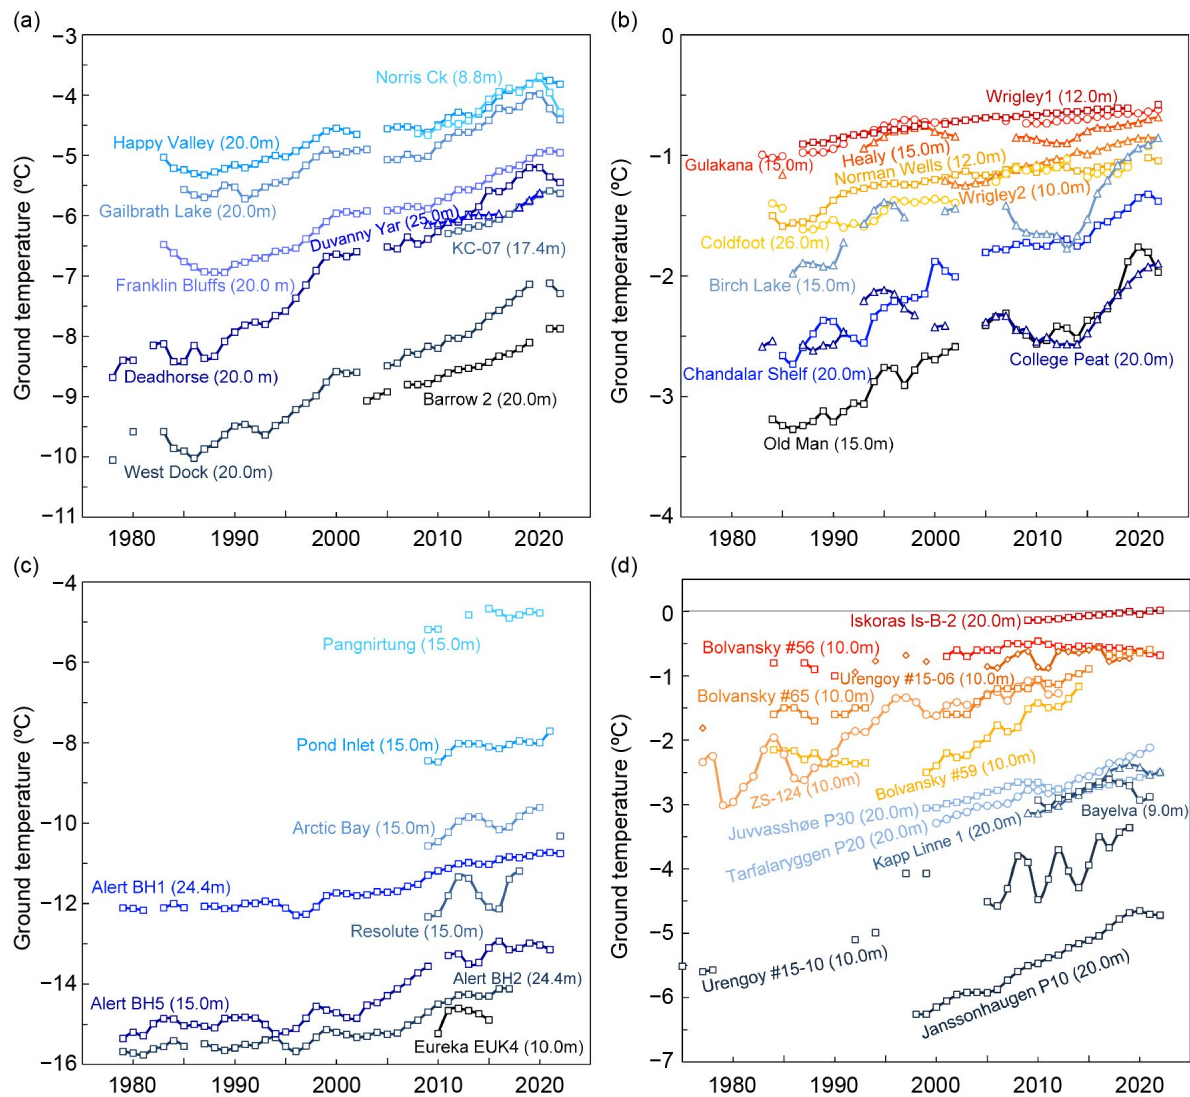 (a)
Ground temperature (ºC)
−3
−4
−5
−6
−7
−8
−9
−10
−11
1980 1990 2000 2010 2020
Norris Ck (8.8m)
Happy Valley (20.0m)
Gailbrath Lake (20.0m)
Duvanny Yar (25.0m)
KC-07 (17.4m)
Franklin Bluffs (20.0 m)
Deadhorse (20.0 m)
Barrow 2 (20.0m)
West Dock (20.0m)
(b)
Ground temperature (ºC)
0
−1
−2
−3
−4
1980 1990 2000 2010 2020
Wrigley1 (12.0m)
Gulakana (15.0m)
Healy (15.0m)
Norman Wells (12.0m)
Wrigley2 (10.0m)
Coldfoot (26.0m)
Birch Lake (15.0m)
College Peat (20.0m)
Chandalar Shelf (20.0m)
Old Man (15.0m)
(c)
Ground temperature (ºC)
−4
−6
−8
−10
−12
−14
−16
1980 1990 2000 2010 2020
Pangnirtung (15.0m)
Pond Inlet (15.0m)
Arctic Bay (15.0m)
Alert BH1 (24.4m)
Resolute (15.0m)
Alert BH2 (24.4m)
Alert BH5 (15.0m)
Eureka EUK4 (10.0m)
(d)
Ground temperature (ºC)
0
−1
−2
−3
−4
−5
−6
−7
1980 1990 2000 2010 2020
Iskoras Is-B-2 (20.0m)
Bolvansky #56 (10.0m)
Urengoy #15-06 (10.0m)
Bolvansky #65 (10.0m)
ZS-124 (10.0m)
Bolvansky #59 (10.0m)
Juvvasshøe P30 (20.0m)
Tarfalaryggen P20 (20.0m)
Kapp Linne 1 (20.0m)
Bayelva (9.0m)
Urengoy #15-10 (10.0m)
Janssonhaugen P10 (20.0m)